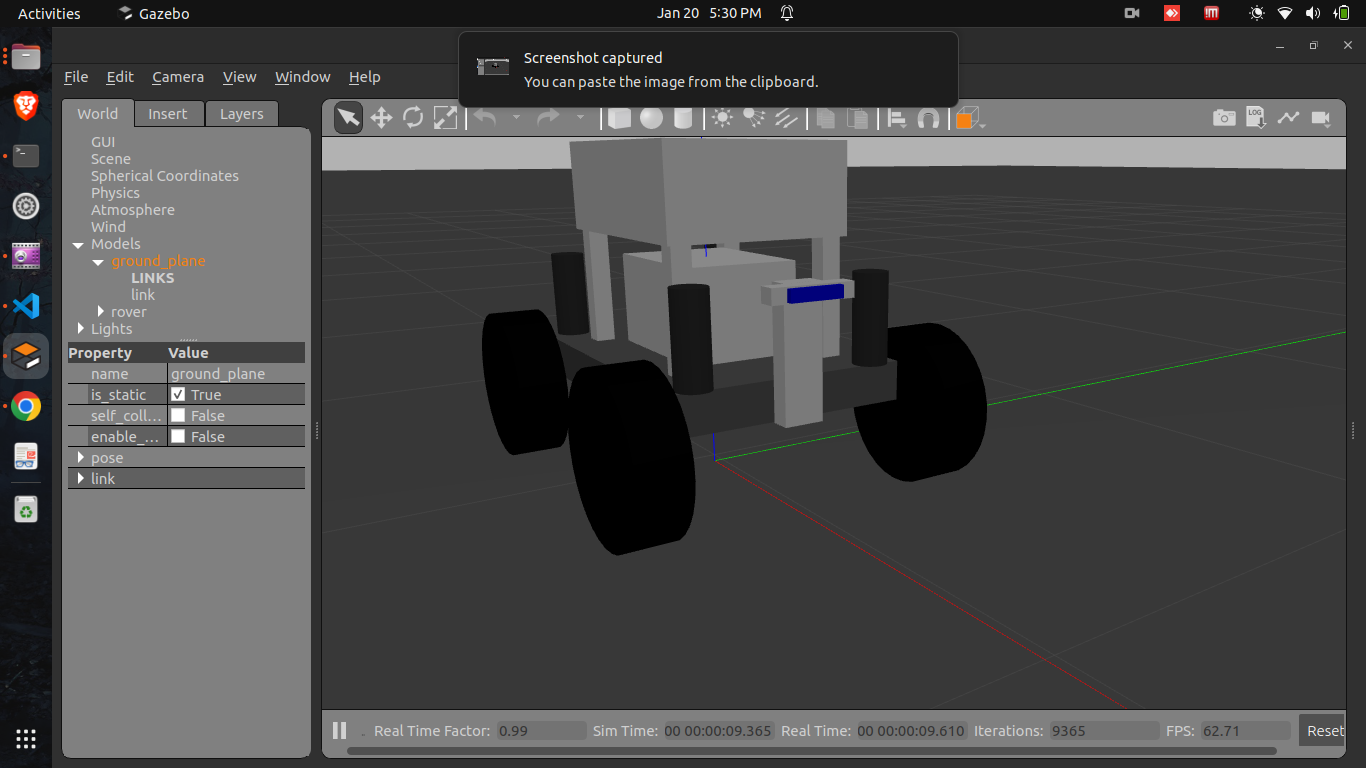 Activities
Gazebo
Jan 20 5:30 PM
Screenshot captured
You can paste the image from the clipboard.
File Edit Camera View Window Help
World Insert Layers
LOG
GUI
Scene
Spherical Coordinates
Physics
Atmosphere
Wind
Models
ground_plane
LINKS
link
rover
Lights
Property Value
name ground_plane
is_static True
self_coll... False
enable_... False
pose
link
Real Time Factor: 0.99 Sim Time: 00 00:00:09.365 Real Time: 00 00:00:09.610 Iterations: 9365 FPS: 62.71 Reset